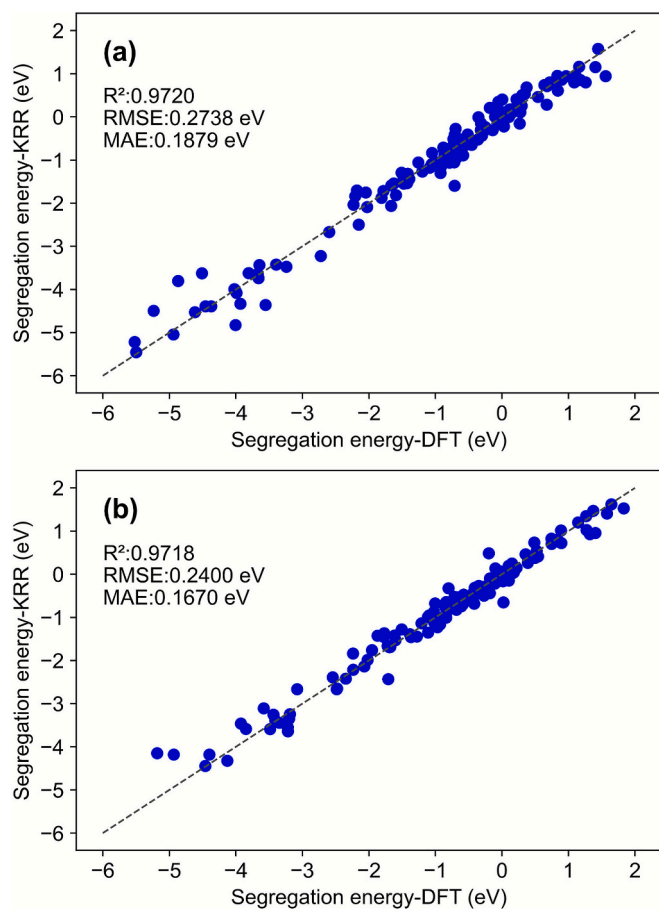 (a)
R²:0.9720
RMSE:0.2738 eV
MAE:0.1879 eV
Segregation energy-KRR (eV)
2
1
0
−1
−2
−3
−4
−5
−6
−6 −5 −4 −3 −2 −1 0 1 2
Segregation energy-DFT (eV)
(b)
R²:0.9718
RMSE:0.2400 eV
MAE:0.1670 eV
Segregation energy-KRR (eV)
2
1
0
−1
−2
−3
−4
−5
−6
−6 −5 −4 −3 −2 −1 0 1 2
Segregation energy-DFT (eV)